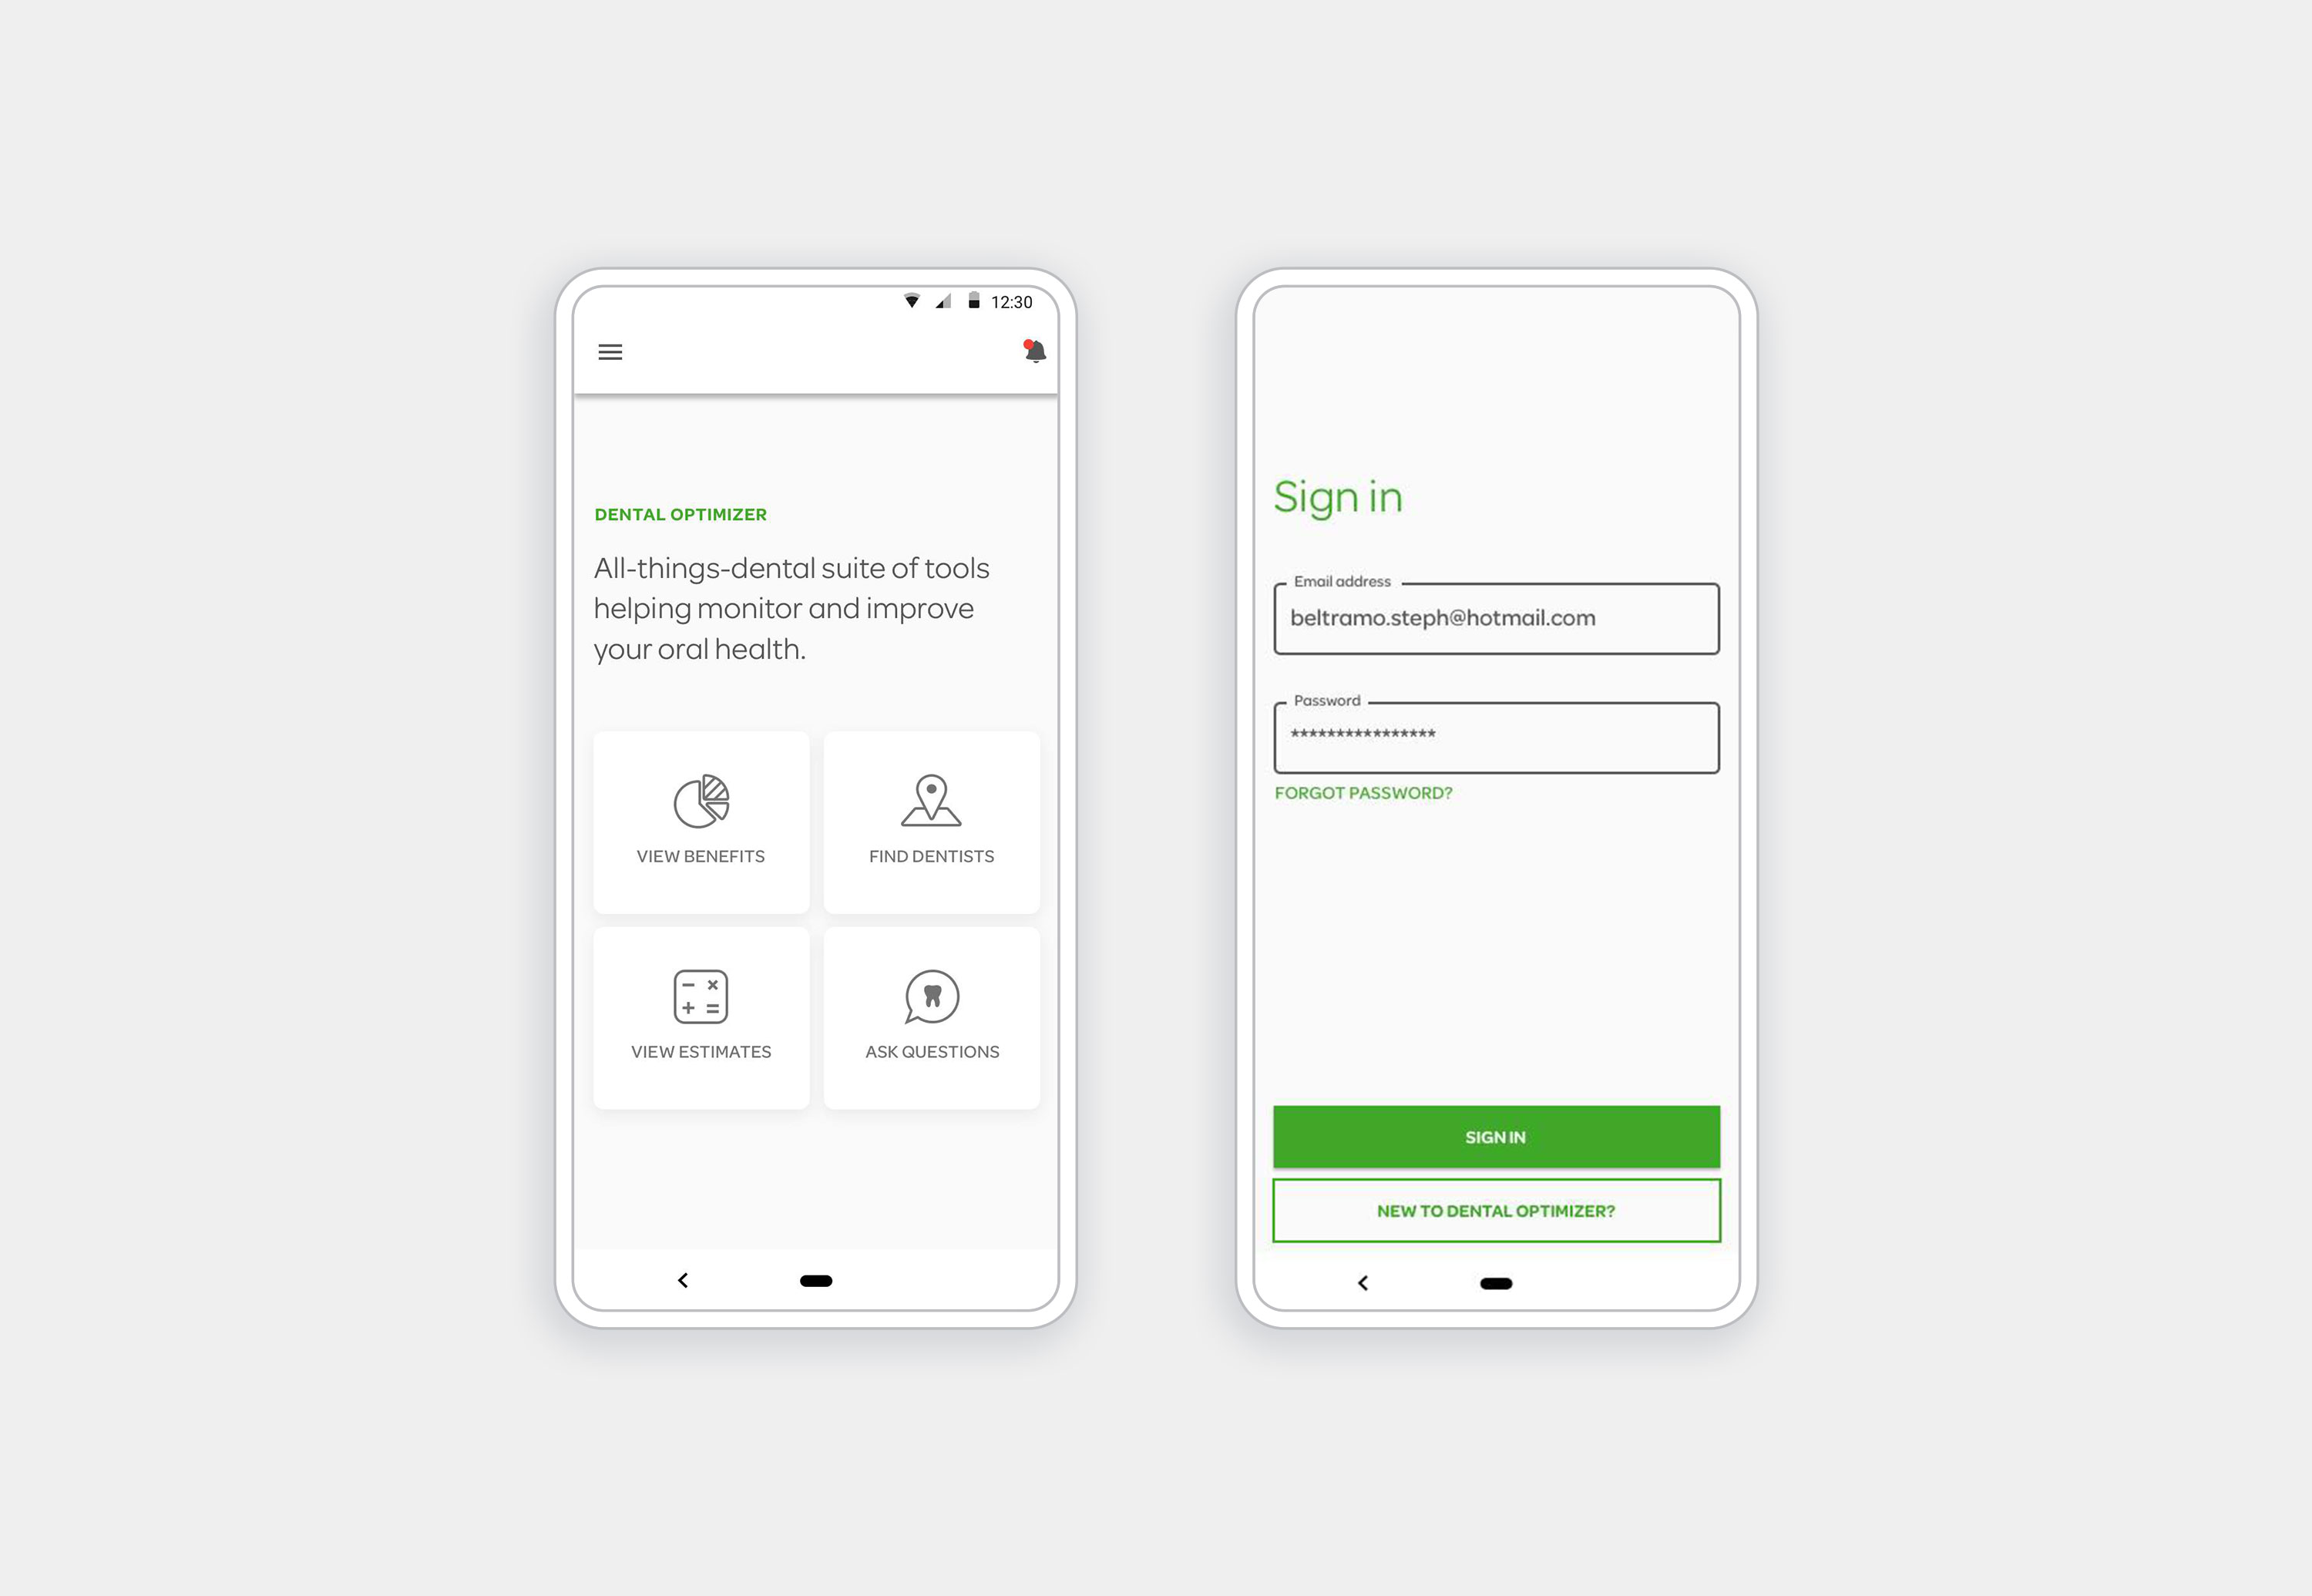 12:30
DENTAL OPTIMIZER
All-things-dental suite of tools
helping monitor and improve
your oral health.
VIEW BENEFITS
FIND DENTISTS
VIEW ESTIMATES
ASK QUESTIONS
Sign in
Email address
beltramo.steph@hotmail.com
Password
****************
FORGOT PASSWORD?
SIGN IN
NEW TO DENTAL OPTIMIZER?